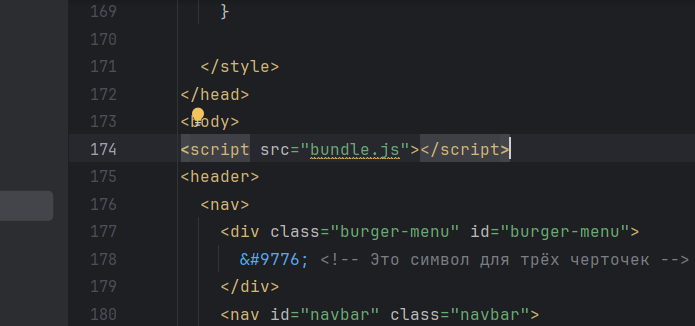 169 }
170
171 </style>
172 </head>
173 <body>
174 <script src="bundle.js"></script>
175 <header>
176 <nav>
177 <div class="burger-menu" id="burger-menu">
178 &#9776; <!-- Это символ для трёх черточек -->
179 </div>
180 <nav id="navbar" class="navbar">